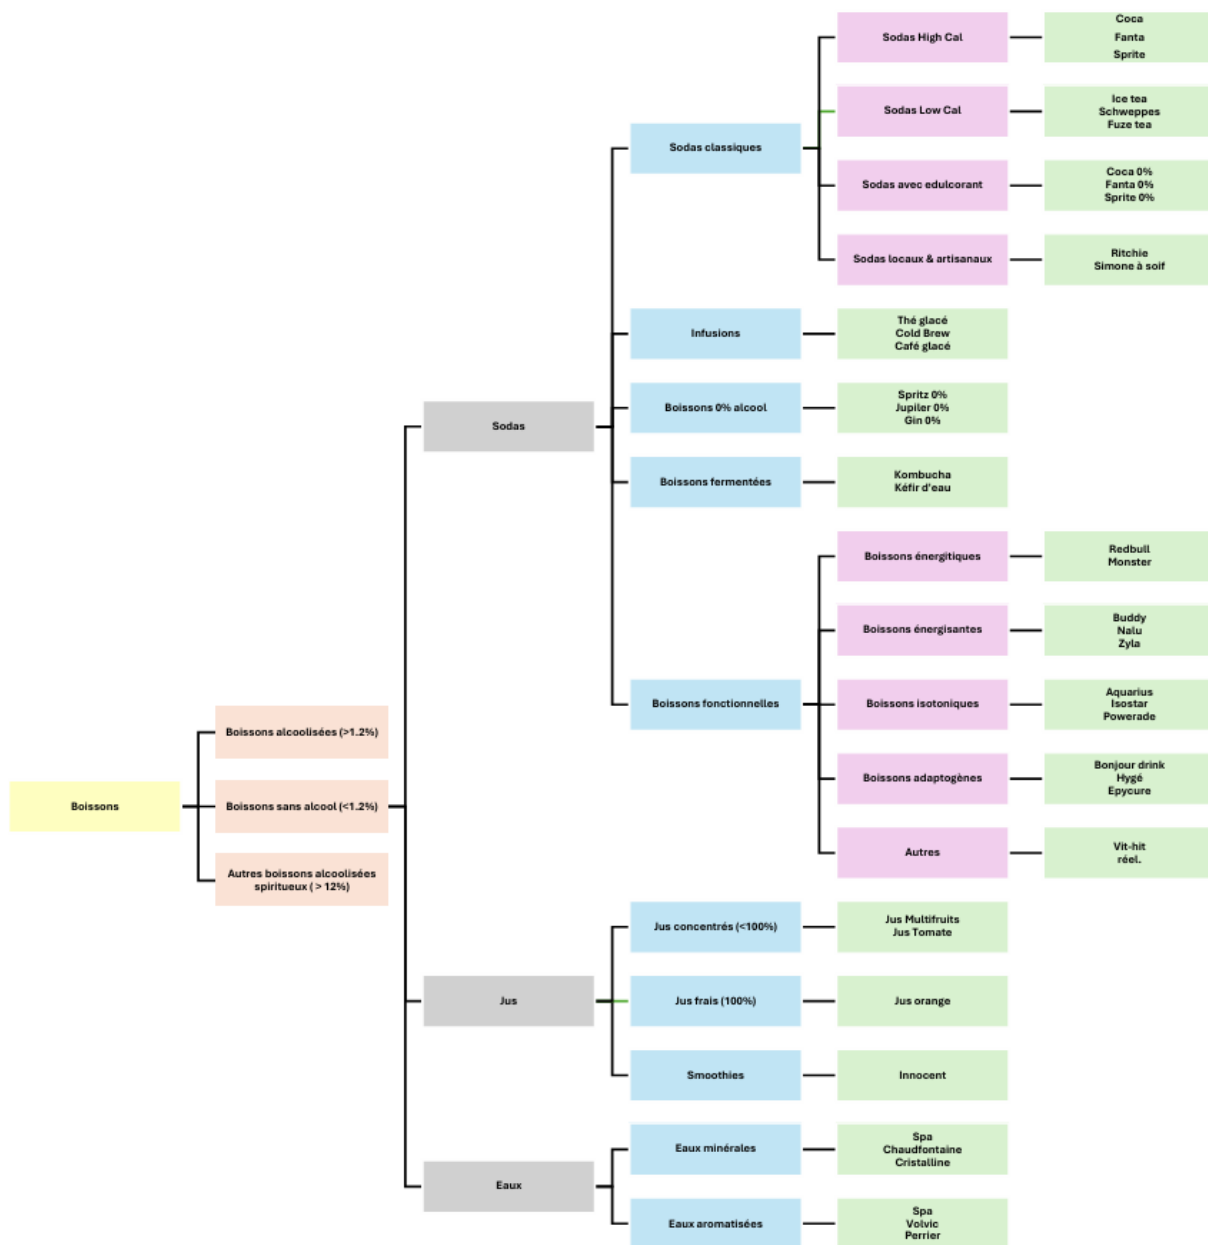 Boissons
Boissons alcoolisées (>1.2%)
Boissons sans alcool (<1.2%)
Autres boissons alcoolisées
spiritueux ( > 12%)
Sodas
Sodas classiques
Sodas High Cal
Coca
Fanta
Sprite
Sodas Low Cal
Ice tea
Schweppes
Fuze tea
Sodas avec edulcorant
Coca 0%
Fanta 0%
Sprite 0%
Sodas locaux & artisanaux
Ritchie
Simone à soif
Infusions
Thé glacé
Cold Brew
Café glacé
Boissons 0% alcool
Spritz 0%
Jupiler 0%
Gin 0%
Boissons fermentées
Kombucha
Kéfir d'eau
Boissons fonctionnelles
Boissons énergitiques
Redbull
Monster
Boissons énergisantes
Buddy
Nalu
Zyla
Boissons isotoniques
Aquarius
Isostar
Powerade
Boissons adaptogènes
Bonjour drink
Hygé
Epycure
Autres
Vit-hit
réel.
Jus
Jus concentrés (<100%)
Jus Multifruits
Jus Tomate
Jus frais (100%)
Jus orange
Smoothies
Innocent
Eaux
Eaux minérales
Spa
Chaudfontaine
Cristalline
Eaux aromatisées
Spa
Volvic
Perrier